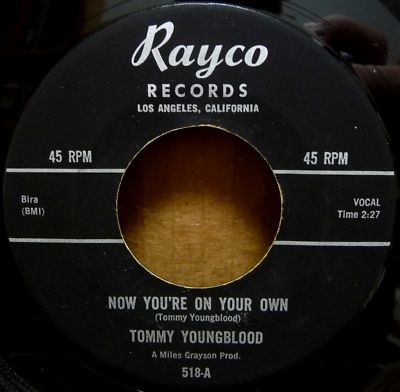 Rayco
RECORDS
LOS ANGELES, CALIFORNIA
45 RPM
45 RPM
Bira
(BMI)
VOCAL
Time 2:27
NOW YOU'RE ON YOUR OWN
(Tommy Youngblood)
TOMMY YOUNGBLOOD
A Miles Grayson Prod.
518-A